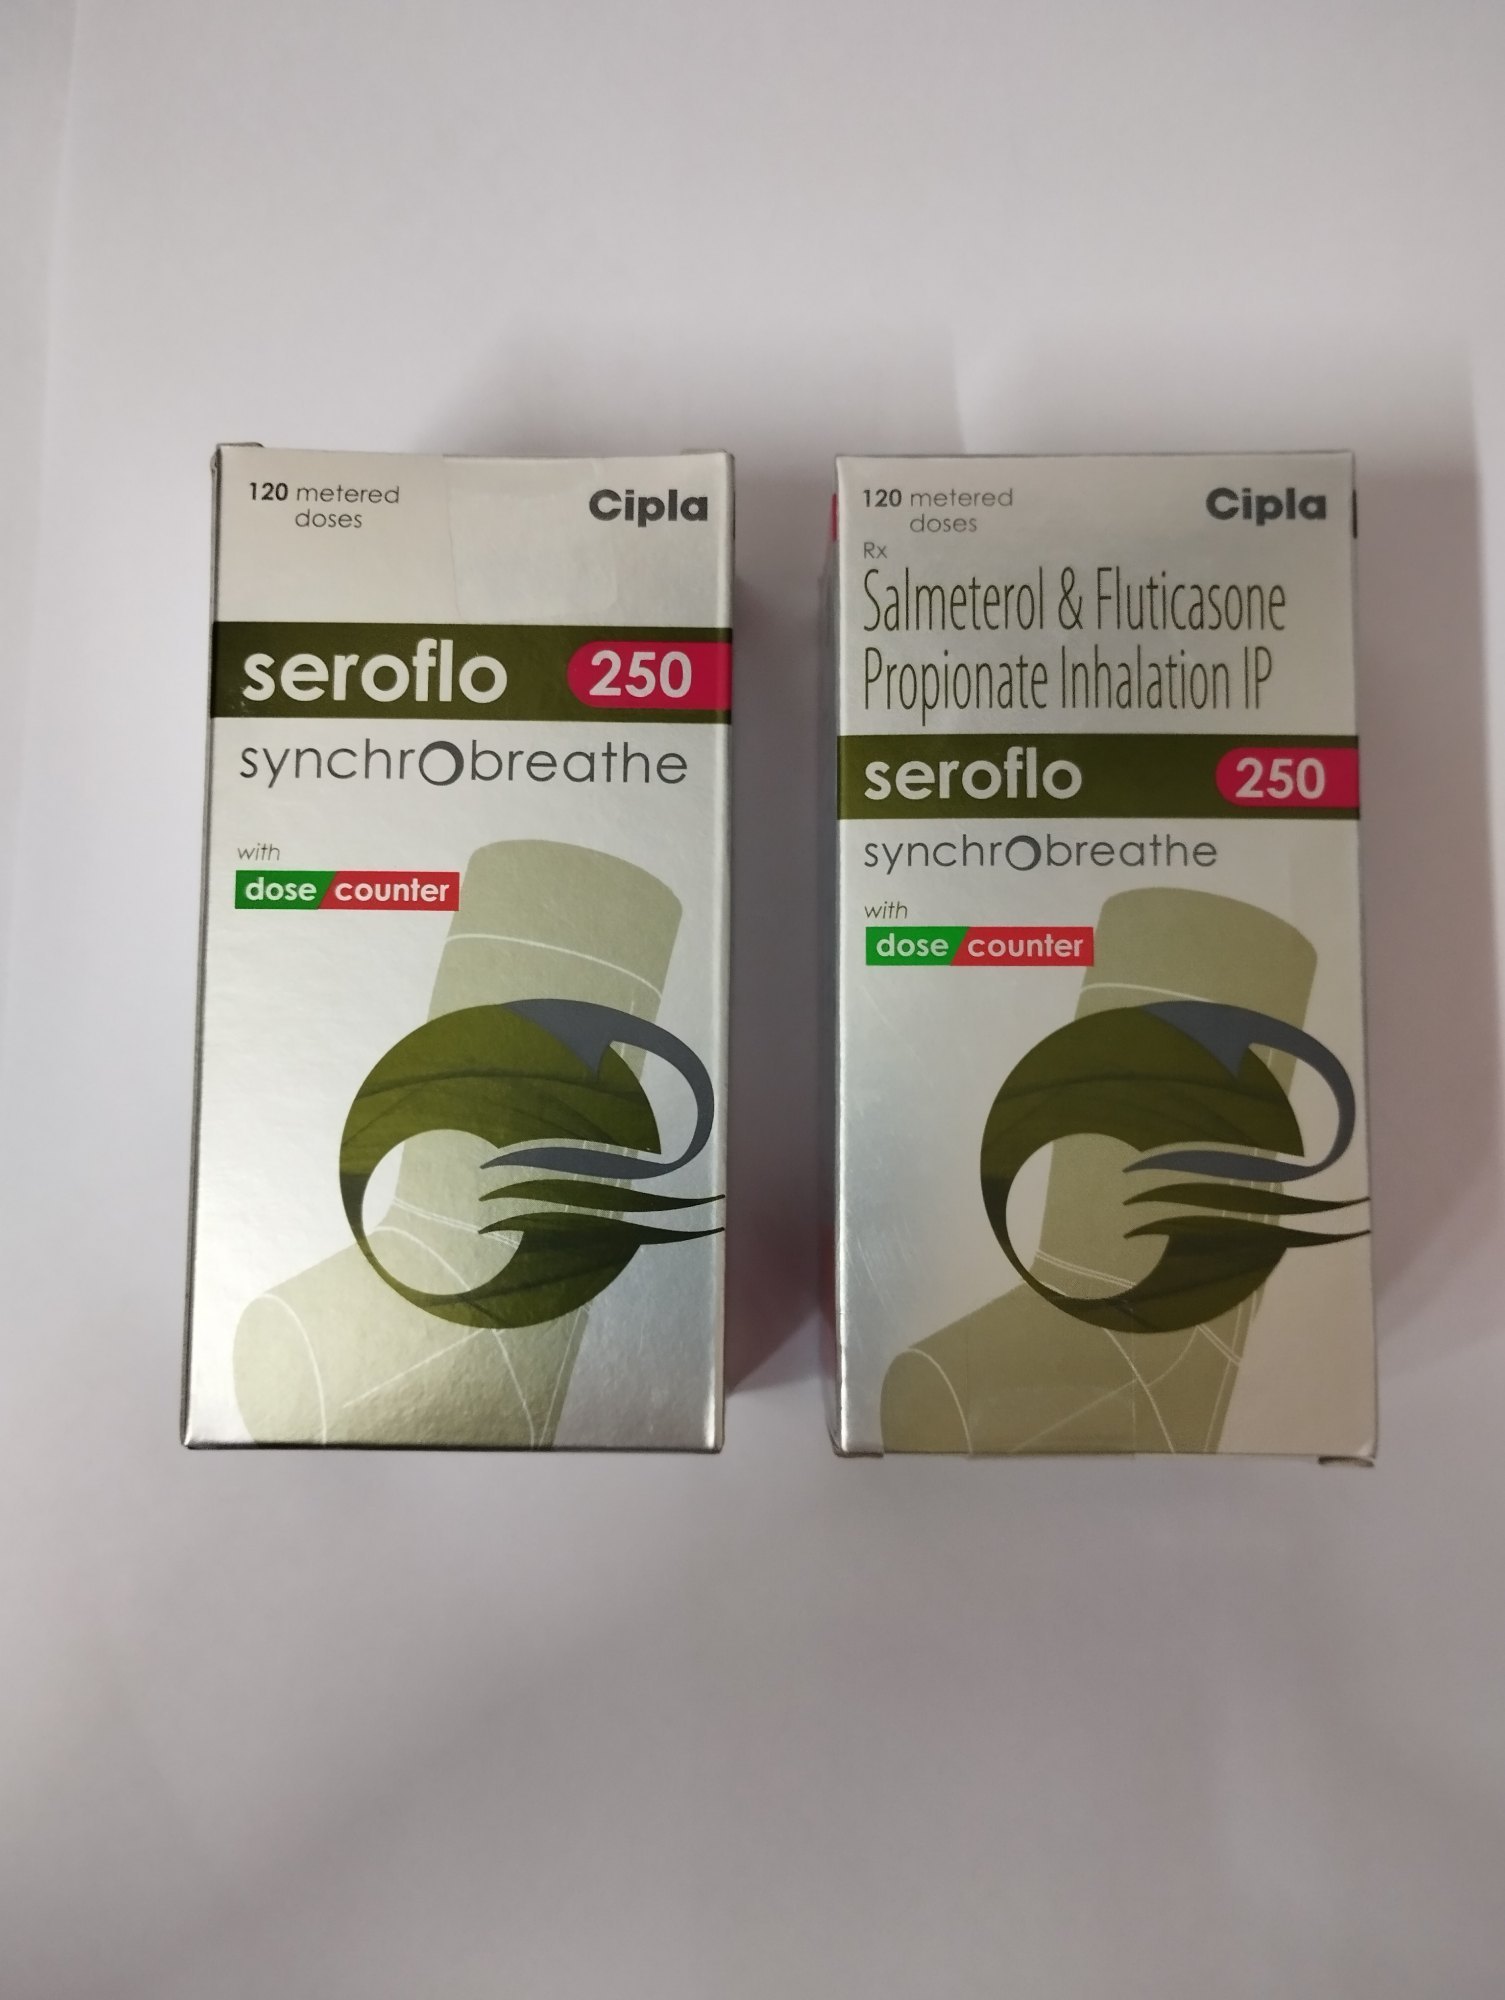 120 metered
doses
Cipla
seroflo 250
synchrobreathe
with
dose counter
120 metered
doses
Cipla
Rx
Salmeterol & Fluticasone
Propionate Inhalation IP
seroflo 250
synchrobreathe
with
dose counter